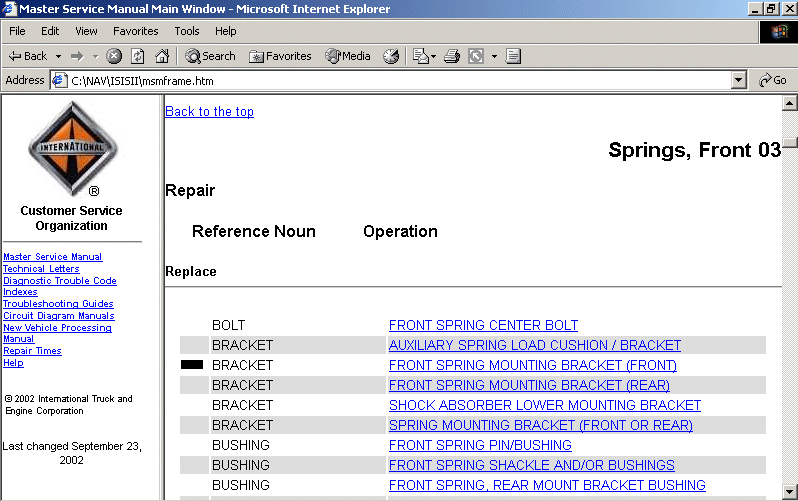 Master Service Manual Main Window - Microsoft Internet Explorer
File Edit View Favorites Tools Help
Back Search Favorites Media
Address C:\NAV\ISISII\msmframe.htm Go
INTERNATIONAL
®
Customer Service
Organization
Master Service Manual
Technical Letters
Diagnostic Trouble Code
Indexes
Troubleshooting Guides
Circuit Diagram Manuals
New Vehicle Processing
Manual
Repair Times
Help
© 2002 International Truck and
Engine Corporation
Last changed September 23,
2002
Back to the top
Springs, Front 03
Repair
Reference Noun Operation
Replace
BOLT FRONT SPRING CENTER BOLT
BRACKET AUXILIARY SPRING LOAD CUSHION / BRACKET
BRACKET FRONT SPRING MOUNTING BRACKET (FRONT)
BRACKET FRONT SPRING MOUNTING BRACKET (REAR)
BRACKET SHOCK ABSORBER LOWER MOUNTING BRACKET
BRACKET SPRING MOUNTING BRACKET (FRONT OR REAR)
BUSHING FRONT SPRING PIN/BUSHING
BUSHING FRONT SPRING SHACKLE AND/OR BUSHINGS
BUSHING FRONT SPRING, REAR MOUNT BRACKET BUSHING